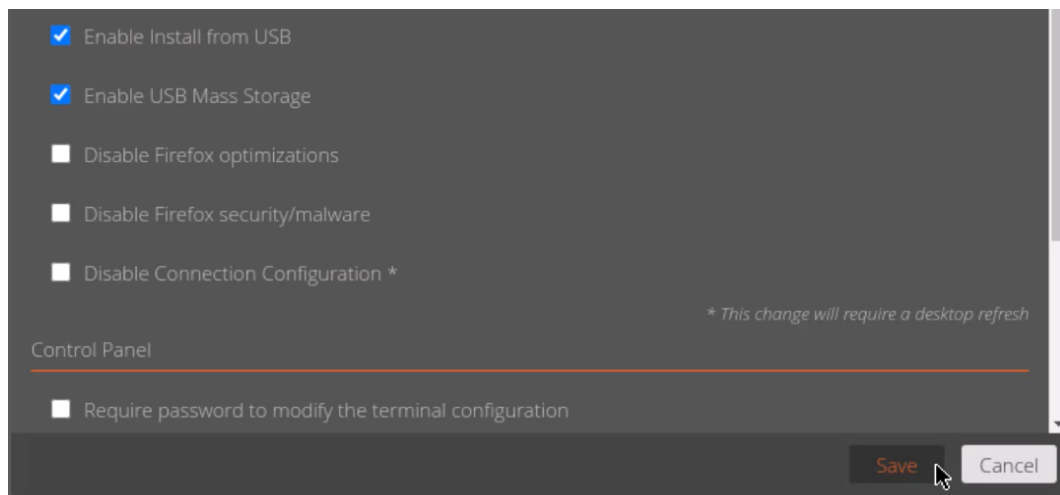 Enable Install from USB
Enable USB Mass Storage
Disable Firefox optimizations
Disable Firefox security/malware
Disable Connection Configuration *
* This change will require a desktop refresh
Control Panel
Require password to modify the terminal configuration
Save Cancel